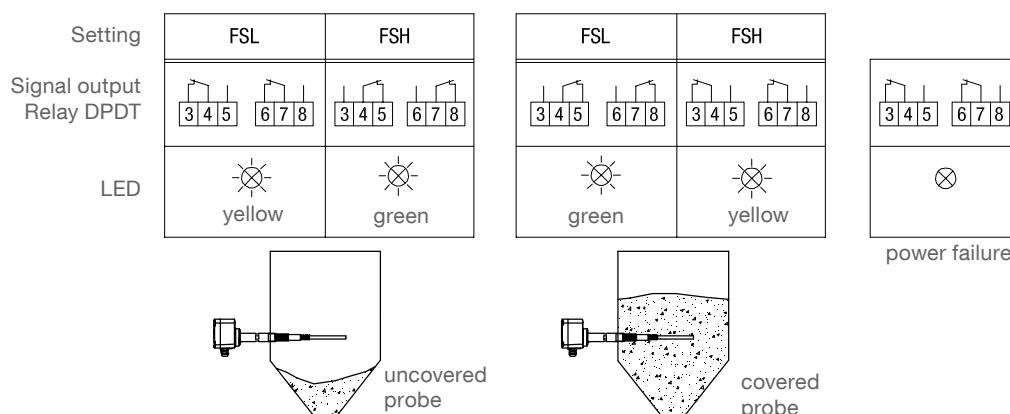 Setting
FSL
FSH
FSL
FSH
Signal output
Relay DPDT
3 4 5
6 7 8
3 4 5
6 7 8
3 4 5
6 7 8
3 4 5
6 7 8
3 4 5
6 7 8
LED
yellow
green
green
yellow
power failure
uncovered
probe
covered
probe